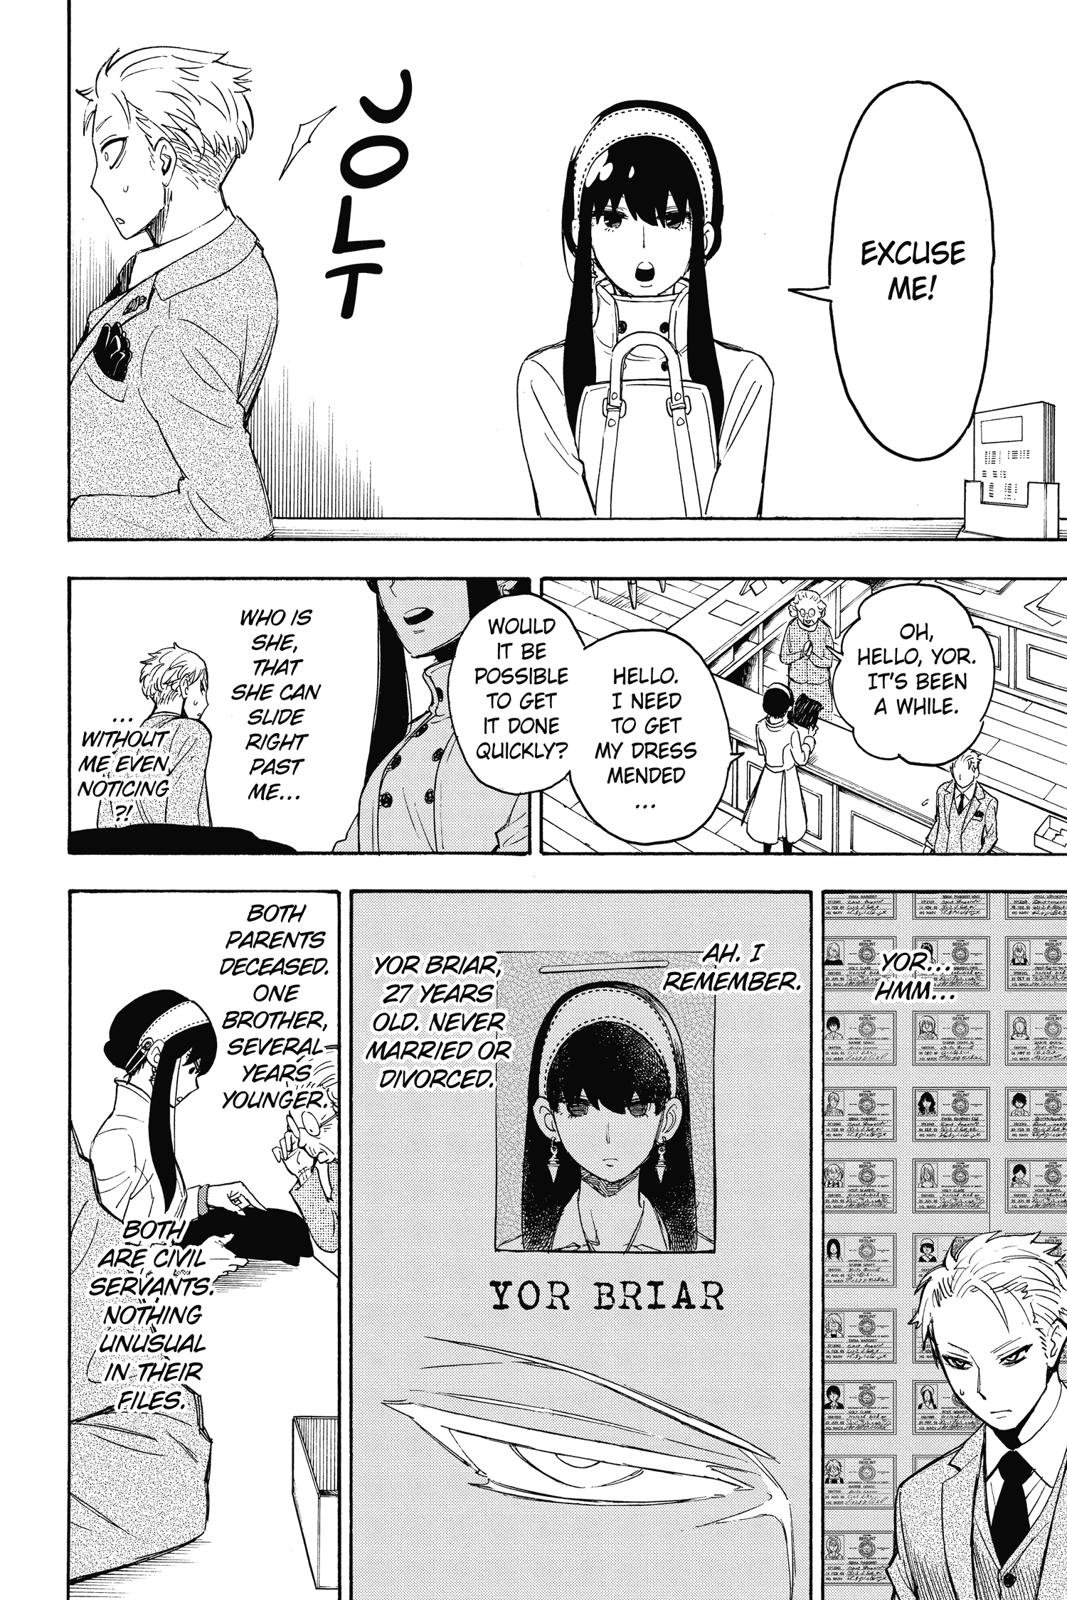 EXCUSE
ME!
JOLT
OH,
HELLO, YOR.
IT'S BEEN
A WHILE.
HELLO.
I NEED
TO GET
MY DRESS
MENDED
...
WOULD
IT BE
POSSIBLE
TO GET
IT DONE
QUICKLY?
WHO IS
SHE,
THAT
SHE CAN
SLIDE
RIGHT
PAST
ME...
...
WITHOUT
ME EVEN
NOTICING
?!
YOR...
HMM...
AH. I
REMEMBER.
YOR BRIAR,
27 YEARS
OLD. NEVER
MARRIED OR
DIVORCED.
YOR BRIAR
BOTH
PARENTS
DECEASED.
ONE
BROTHER,
SEVERAL
YEARS
YOUNGER.
BOTH
ARE CIVIL
SERVANTS.
NOTHING
UNUSUAL
IN THEIR
FILES.